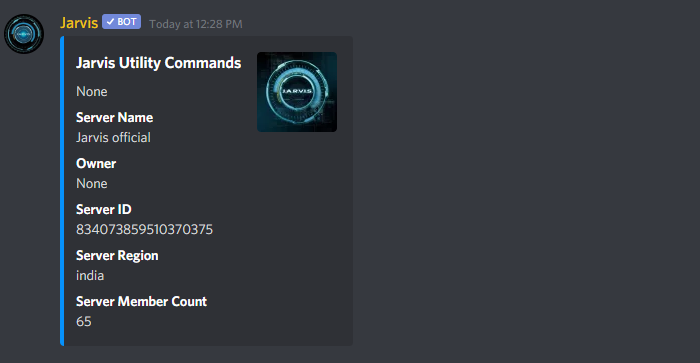 Jarvis BOT Today at 12:28 PM
Jarvis Utility Commands
JARVIS
None
Server Name
Jarvis official
Owner
None
Server ID
834073859510370375
Server Region
india
Server Member Count
65